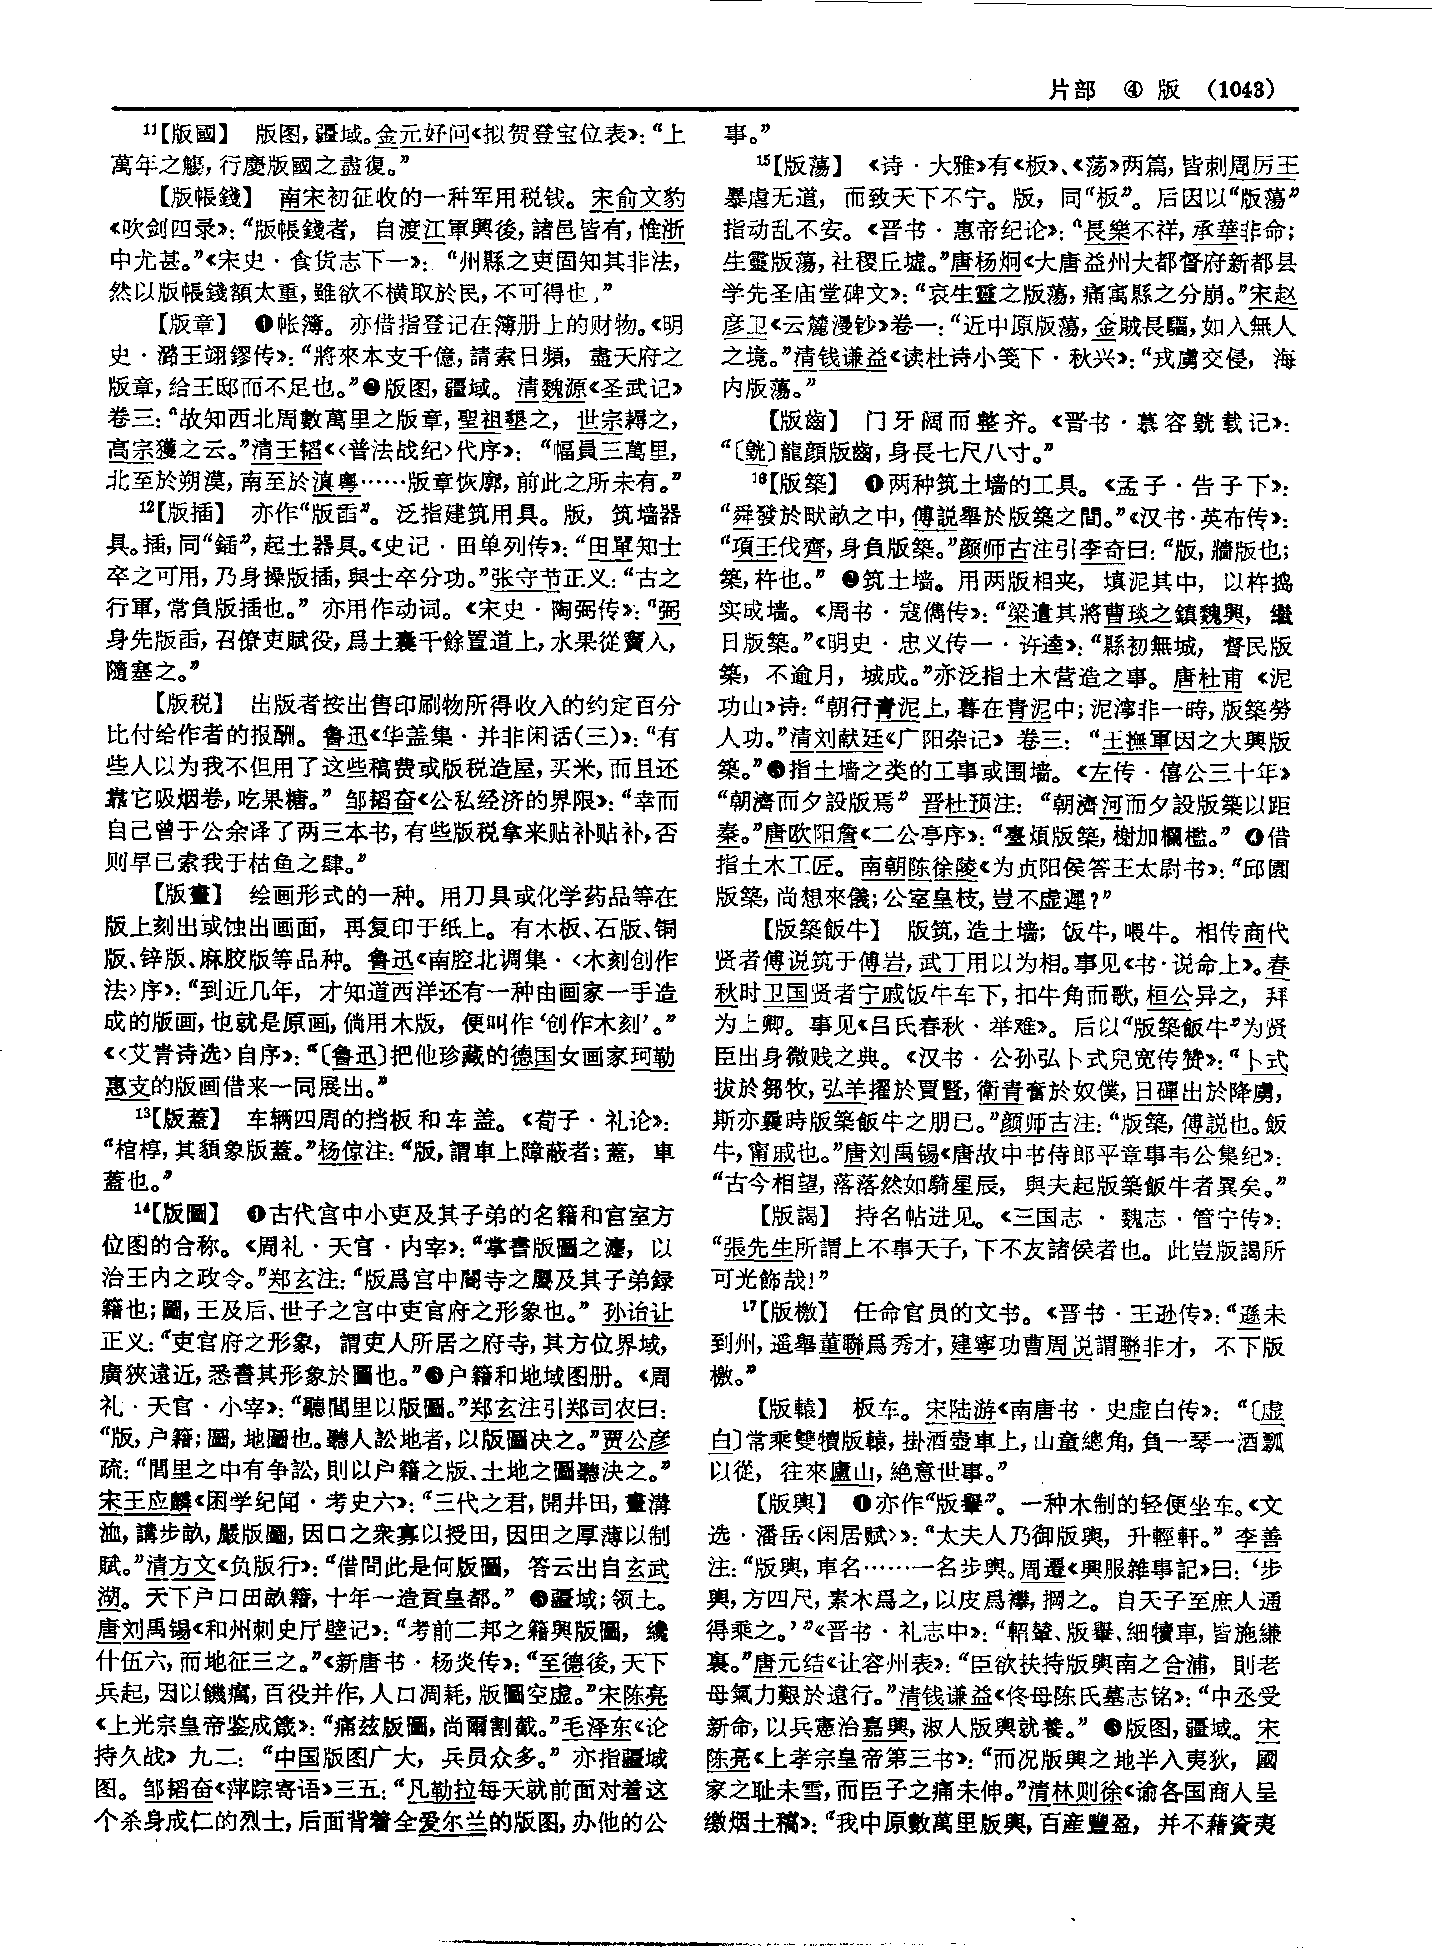 片部 ④ 版 (1043)
¹¹【版國】 版图，疆域。金元好问《拟贺登宝位表》：“上
萬年之觴，行慶版國之盡復。”
【版帳錢】 南宋初征收的一种军用税钱。宋俞文豹
《吹剑四录》：“版帳錢者，自渡江軍興後，諸邑皆有，惟浙
中尤甚。”《宋史·食货志下一》：“州縣之吏固知其非法，
然以版帳錢額太重，雖欲不横取於民，不可得也。”
【版章】 ❶帐簿。亦借指登记在簿册上的财物。《明
史·潞王翊鏐传》：“將來本支千億，請索日頻，盡天府之
版章，给王邸而不足也。”❷版图，疆域。清魏源《圣武记》
卷三：“故知西北周數萬里之版章，聖祖墾之，世宗耨之，
高宗獲之云。”清王韬《〈普法战纪〉代序》：“幅員三萬里，
北至於朔漠，南至於滇粤……版章恢廓，前此之所未有。”
¹²【版插】 亦作“版臿”。泛指建筑用具。版，筑墙器
具。插，同“鍤”，起土器具。《史记·田单列传》：“田單知士
卒之可用，乃身操版插，與士卒分功。”张守节正义：“古之
行軍，常負版插也。”亦用作动词。《宋史·陶弼传》：“弼
身先版臿，召僚吏賦役，爲土囊千餘置道上，水果從竇入，
隨塞之。”
【版税】 出版者按出售印刷物所得收入的约定百分
比付给作者的报酬。鲁迅《华盖集·并非闲话(三)》：“有
些人以为我不但用了这些稿费或版税造屋，买米，而且还
靠它吸烟卷，吃果糖。”邹韬奋《公私经济的界限》：“幸而
自己曾于公余译了两三本书，有些版税拿来贴补贴补，否
则早已索我于枯鱼之肆。”
【版畫】 绘画形式的一种。用刀具或化学药品等在
版上刻出或蚀出画面，再复印于纸上。有木板、石版、铜
版、锌版、麻胶版等品种。鲁迅《南腔北调集·〈木刻创作
法〉序》：“到近几年，才知道西洋还有一种由画家一手造
成的版画，也就是原画，倘用木版，便叫作‘创作木刻’。”
《〈艾青诗选〉自序》：“〔鲁迅〕把他珍藏的德国女画家珂勒
惠支的版画借来一同展出。”
¹³【版蓋】 车辆四周的挡板和车盖。《荀子·礼论》：
“棺椁，其䫉象版蓋。”杨倞注：“版，謂車上障蔽者；蓋，車
蓋也。”
¹⁴【版圖】 ❶古代宫中小吏及其子弟的名籍和宫室方
位图的合称。《周礼·天官·内宰》：“掌書版圖之灋，以
治王内之政令。”郑玄注：“版爲宫中閽寺之屬及其子弟録
籍也；圖，王及后、世子之宫中吏官府之形象也。”孙诒让
正义：“吏官府之形象，謂吏人所居之府寺，其方位界域，
廣狹遠近，悉書其形象於圖也。”❷户籍和地域图册。《周
礼·天官·小宰》：“聽閭里以版圖。”郑玄注引郑司农曰：
“版，户籍；圖，地圖也。聽人訟地者，以版圖决之。”贾公彦
疏：“閭里之中有争訟，則以户籍之版、土地之圖聽决之。”
宋王应麟《困学纪闻·考史六》：“三代之君，開井田，畫溝
洫，講步畝，嚴版圖，因口之衆寡以授田，因田之厚薄以制
賦。”清方文《负版行》：“借問此是何版圖，答云出自玄武
湖。天下户口田畝籍，十年一造貢皇都。”❸疆域；领土。
唐刘禹锡《和州刺史厅壁记》：“考前二邦之籍與版圖，纔
什伍六，而地征三之。”《新唐书·杨炎传》：“至德後，天下
兵起，因以饑癘，百役并作，人口凋耗，版圖空虚。”宋陈亮
《上光宗皇帝鉴成箴》：“痛兹版圖，尚爾割截。”毛泽东《论
持久战》九二：“中国版图广大，兵员众多。”亦指疆域
图。邹韬奋《萍踪寄语》三五：“凡勒拉每天就前面对着这
个杀身成仁的烈士，后面背着全爱尔兰的版图，办他的公
事。”
¹⁵【版蕩】 《诗·大雅》有《板》、《荡》两篇，皆刺周厉王
暴虐无道，而致天下不宁。版，同“板”。后因以“版蕩”
指动乱不安。《晋书·惠帝纪论》：“長樂不祥，承華非命；
生靈版蕩，社稷丘墟。”唐杨炯《大唐益州大都督府新都县
学先圣庙堂碑文》：“哀生靈之版蕩，痛寓縣之分崩。”宋赵
彦卫《云麓漫钞》卷一：“近中原版蕩，金賊長驅，如入無人
之境。”清钱谦益《读杜诗小笺下·秋兴》：“戎虜交侵，海
内版蕩。”
【版齒】 门牙阔而整齐。《晋书·慕容皝载记》：
“〔皝〕龍顔版齒，身長七尺八寸。”
¹⁶【版築】 ❶两种筑土墙的工具。《孟子·告子下》：
“舜發於畎畝之中，傅説舉於版築之間。”《汉书·英布传》：
“項王伐齊，身負版築。”颜师古注引李奇曰：“版，牆版也；
築，杵也。”❷筑土墙。用两版相夹，填泥其中，以杵捣
实成墙。《周书·寇儁传》：“梁遣其將曹琰之鎮魏興，繼
日版築。”《明史·忠义传一·许逵》：“縣初無城，督民版
築，不逾月，城成。”亦泛指土木营造之事。唐杜甫《泥
功山》诗：“朝行青泥上，暮在青泥中；泥濘非一時，版築勞
人功。”清刘献廷《广阳杂记》卷三：“王撫軍因之大興版
築。”❸指土墙之类的工事或围墙。《左传·僖公三十年》
“朝濟而夕設版焉”晋杜预注：“朝濟河而夕設版築以距
秦。”唐欧阳詹《二公亭序》：“臺煩版築，榭加欄檻。”❹借
指土木工匠。南朝陈徐陵《为贞阳侯答王太尉书》：“邱園
版築，尚想來儀；公室皇枝，豈不虚遲？”
【版築飯牛】 版筑，造土墙；饭牛，喂牛。相传商代
贤者傅说筑于傅岩，武丁用以为相。事见《书·说命上》。春
秋时卫国贤者宁戚饭牛车下，扣牛角而歌，桓公异之，拜
为上卿。事见《吕氏春秋·举难》。后以“版築飯牛”为贤
臣出身微贱之典。《汉书·公孙弘卜式兒宽传赞》：“卜式
拔於芻牧，弘羊擢於賈豎，衛青奮於奴僕，日磾出於降虜，
斯亦曩時版築飯牛之朋已。”颜师古注：“版築，傅説也。飯
牛，甯戚也。”唐刘禹锡《唐故中书侍郎平章事韦公集纪》：
“古今相望，落落然如騎星辰，與夫起版築飯牛者異矣。”
【版謁】 持名帖进见。《三国志·魏志·管宁传》：
“張先生所謂上不事天子，下不友諸侯者也。此豈版謁所
可光飾哉！”
¹⁷【版檄】 任命官员的文书。《晋书·王逊传》：“遜未
到州，遥舉董聯爲秀才，建寧功曹周説謂聯非才，不下版
檄。”
【版轅】 板车。宋陆游《南唐书·史虚白传》：“〔虚
白〕常乘雙犢版轅，掛酒壺車上，山童總角，負一琴一酒瓢
以從，往來廬山，絶意世事。”
【版輿】 ❶亦作“版轝”。一种木制的轻便坐车。《文
选·潘岳〈闲居赋〉》：“太夫人乃御版輿，升輕軒。”李善
注：“版輿，車名……一名步輿。周遷《輿服雜事記》曰：‘步
輿，方四尺，素木爲之，以皮爲襻，掆之。自天子至庶人通
得乘之。’”《晋书·礼志中》：“軺輦、版轝、細犢車，皆施縑
裏。”唐元结《让容州表》：“臣欲扶持版輿南之合浦，則老
母氣力艱於遠行。”清钱谦益《佟母陈氏墓志铭》：“中丞受
新命，以兵憲治嘉興，淑人版輿就養。”❷版图，疆域。宋
陈亮《上孝宗皇帝第三书》：“而况版輿之地半入夷狄，國
家之耻未雪，而臣子之痛未伸。”清林则徐《谕各国商人呈
缴烟土稿》：“我中原數萬里版輿，百産豐盈，并不藉資夷